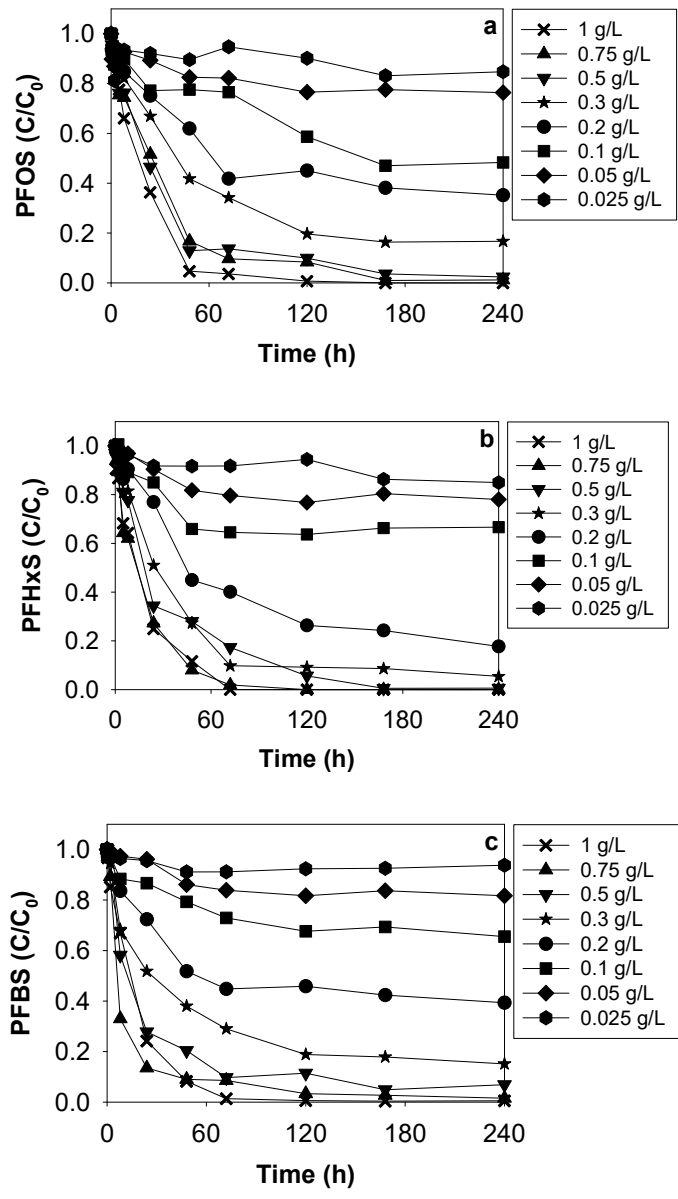 a
1.0
0.8
0.6
0.4
0.2
0.0
PFOS (C/C₀)
0 60 120 180 240
Time (h)
1 g/L
0.75 g/L
0.5 g/L
0.3 g/L
0.2 g/L
0.1 g/L
0.05 g/L
0.025 g/L
b
1.0
0.8
0.6
0.4
0.2
0.0
PFHxS (C/C₀)
0 60 120 180 240
Time (h)
1 g/L
0.75 g/L
0.5 g/L
0.3 g/L
0.2 g/L
0.1 g/L
0.05 g/L
0.025 g/L
c
1.0
0.8
0.6
0.4
0.2
0.0
PFBS (C/C₀)
0 60 120 180 240
Time (h)
1 g/L
0.75 g/L
0.5 g/L
0.3 g/L
0.2 g/L
0.1 g/L
0.05 g/L
0.025 g/L